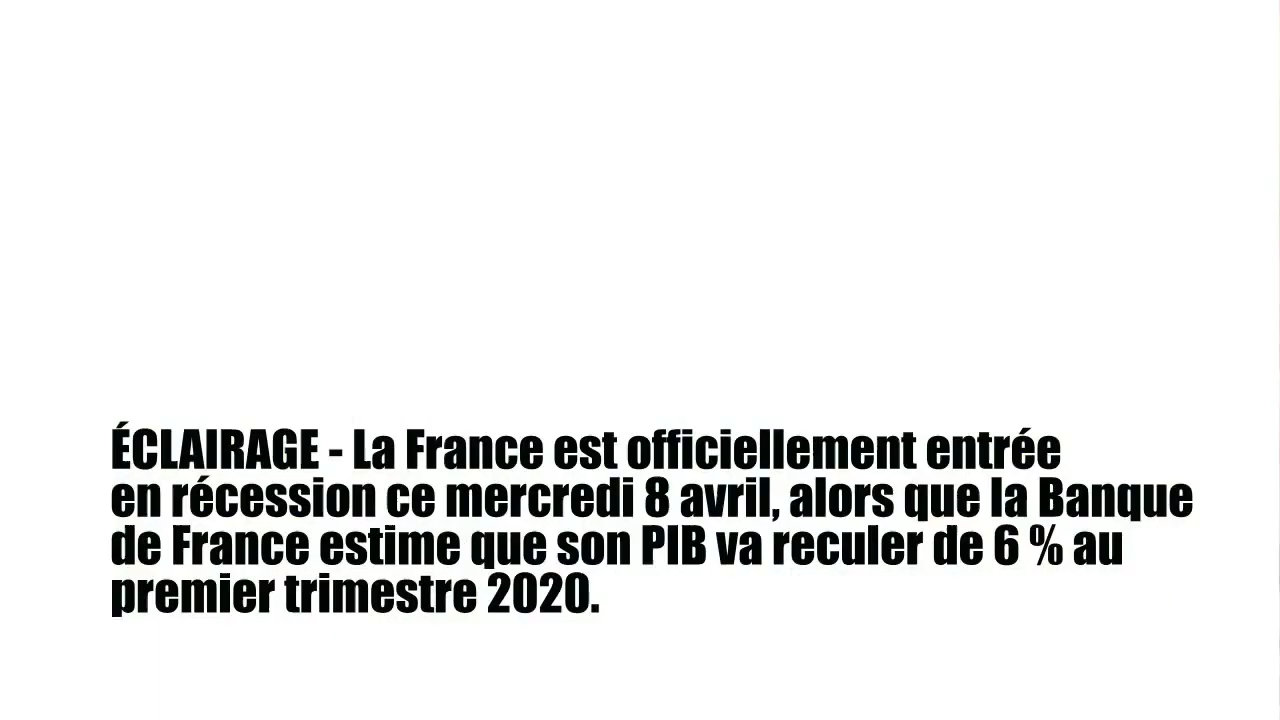 ÉCLAIRAGE - La France est officiellement entrée
en récession ce mercredi 8 avril, alors que la Banque
de France estime que son PIB va reculer de 6 % au
premier trimestre 2020.